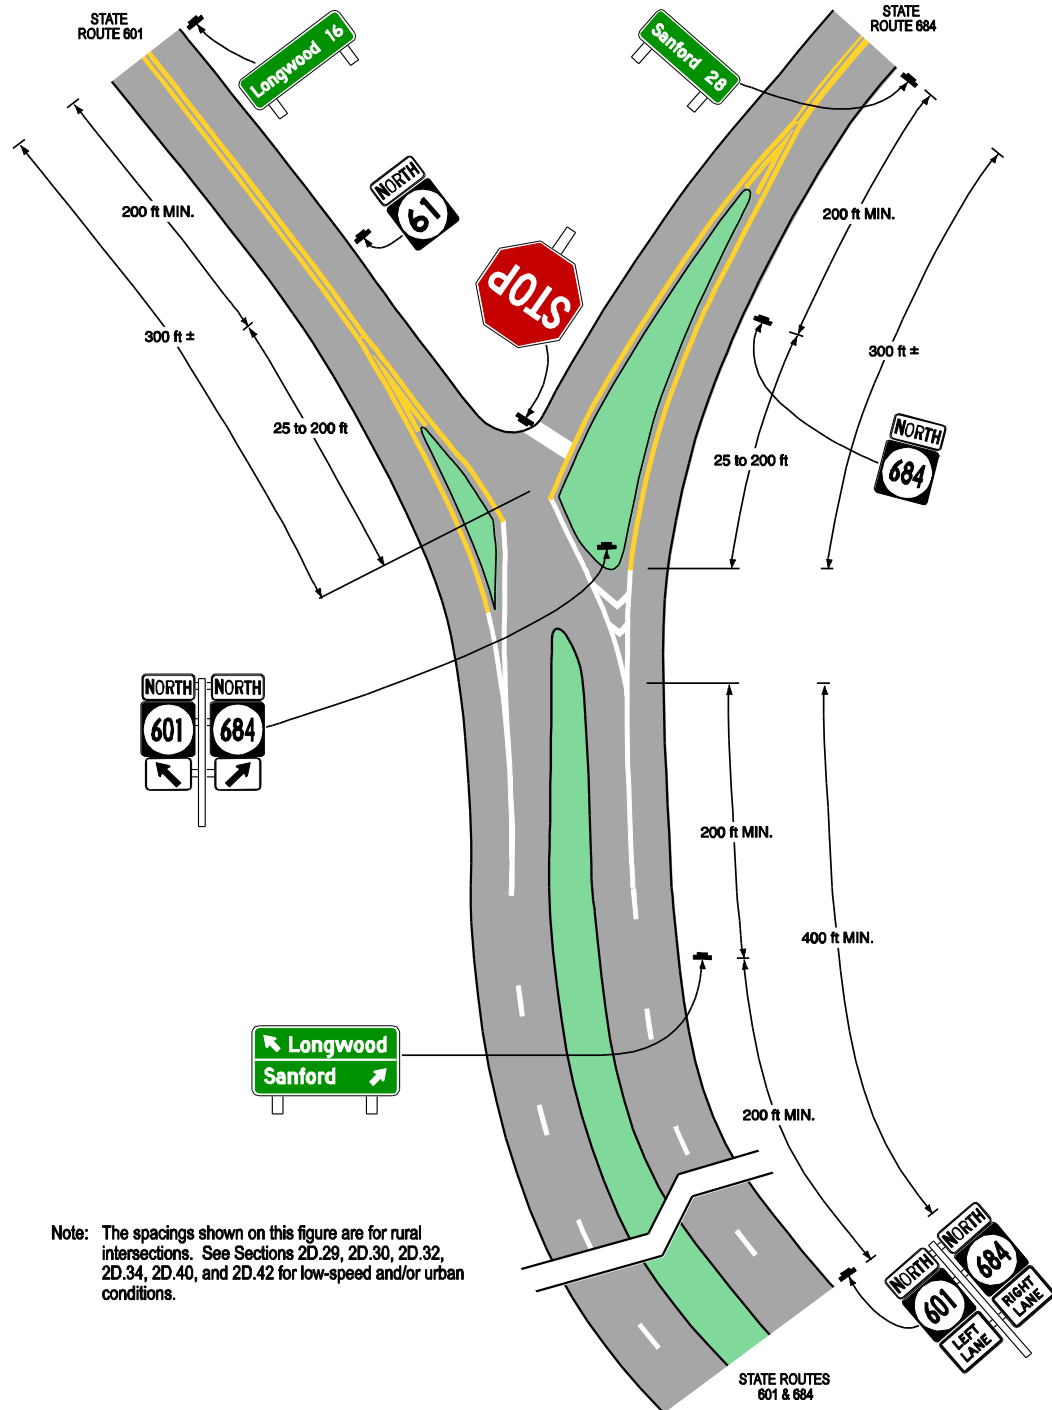 STATE
ROUTE 601
STATE
ROUTE 684
Longwood 16
Sanford 28
NORTH
61
200 ft MIN.
200 ft MIN.
STOP
300 ft ±
300 ft ±
25 to 200 ft
25 to 200 ft
NORTH
684
NORTH NORTH
601 684
200 ft MIN.
400 ft MIN.
Longwood
Sanford
200 ft MIN.
Note: The spacings shown on this figure are for rural
intersections. See Sections 2D.29, 2D.30, 2D.32,
2D.34, 2D.40, and 2D.42 for low-speed and/or urban
conditions.
NORTH
601
LEFT
LANE
NORTH
684
RIGHT
LANE
STATE ROUTES
601 & 684